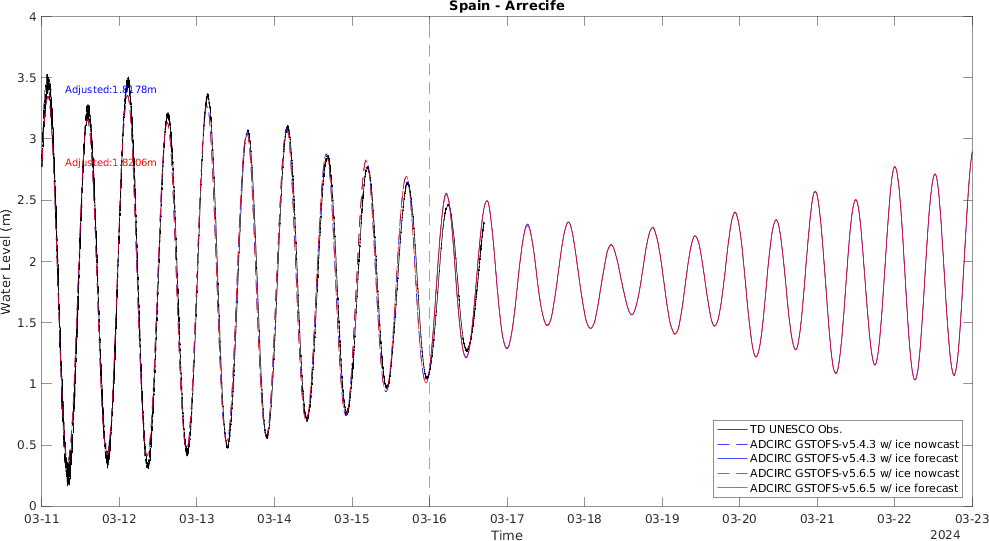 Spain - Arrecife
4
3.5
3
2.5
2
1.5
1
0.5
0
Water Level (m)
Adjusted:1.8178m
Adjusted:1.8206m
TD UNESCO Obs.
ADCIRC GSTOFS-v5.4.3 w/ ice nowcast
ADCIRC GSTOFS-v5.4.3 w/ ice forecast
ADCIRC GSTOFS-v5.6.5 w/ ice nowcast
ADCIRC GSTOFS-v5.6.5 w/ ice forecast
03-11 03-12 03-13 03-14 03-15 03-16 03-17 03-18 03-19 03-20 03-21 03-22 03-23
Time
2024